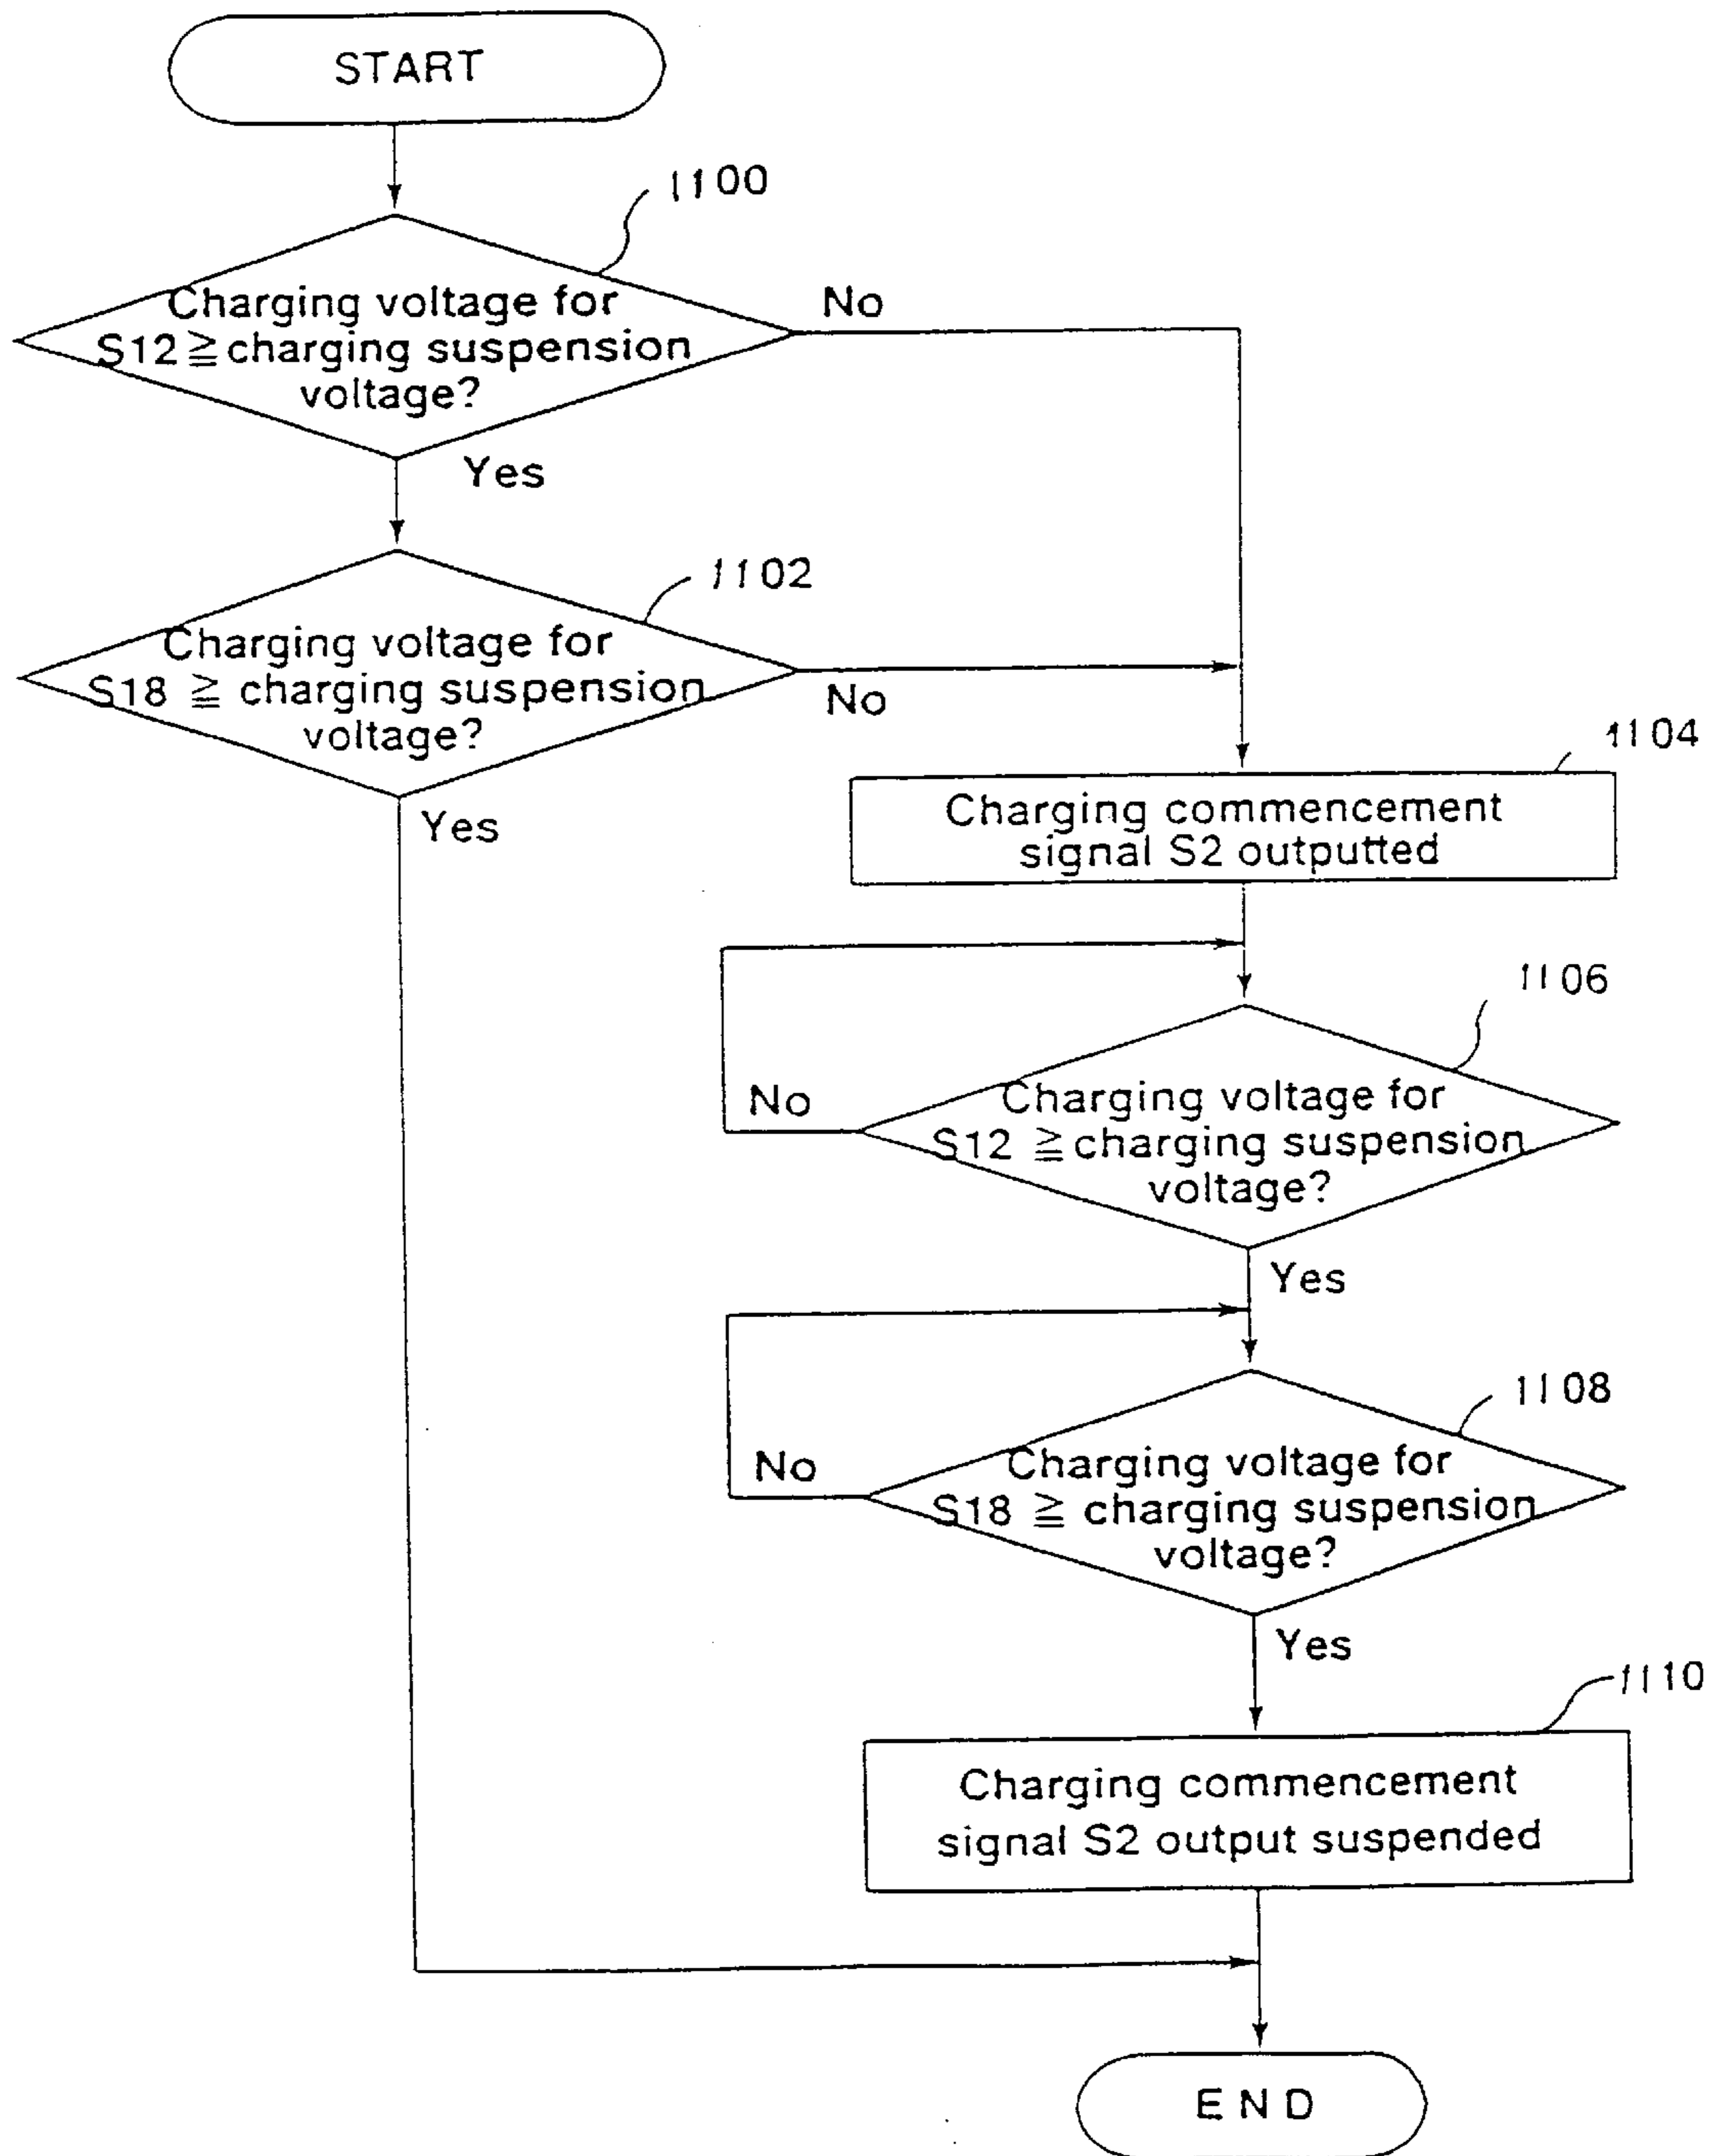 START
1100
Charging voltage for
S12 ≧ charging suspension
voltage?
No
Yes
1102
Charging voltage for
S18 ≧ charging suspension
voltage?
No
Yes
1104
Charging commencement
signal S2 outputted
1106
No
Charging voltage for
S12 ≧ charging suspension
voltage?
Yes
1108
No
Charging voltage for
S18 ≧ charging suspension
voltage?
Yes
1110
Charging commencement
signal S2 output suspended
END